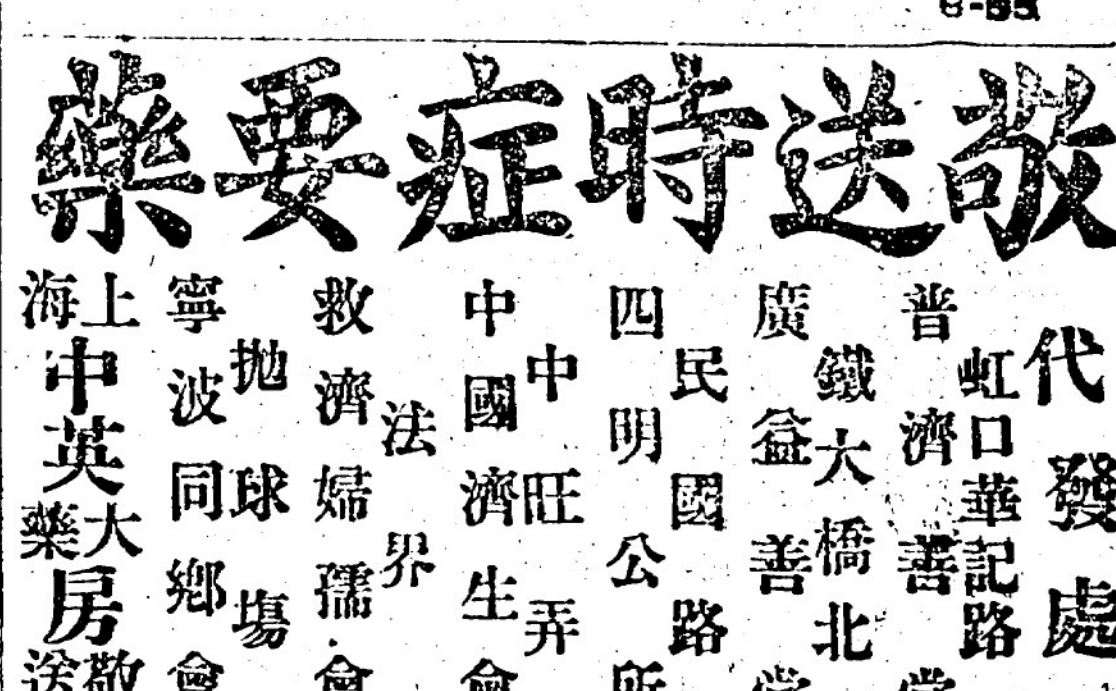 敬送時症要藥
代發處
虹口華記路
普濟善堂
鐵大橋北
廣益善堂
民國路
四明公所
中旺弄
中國濟生會
法界
救濟婦孺會
拋球場
寧波同鄉會
上海中英大藥房敬送